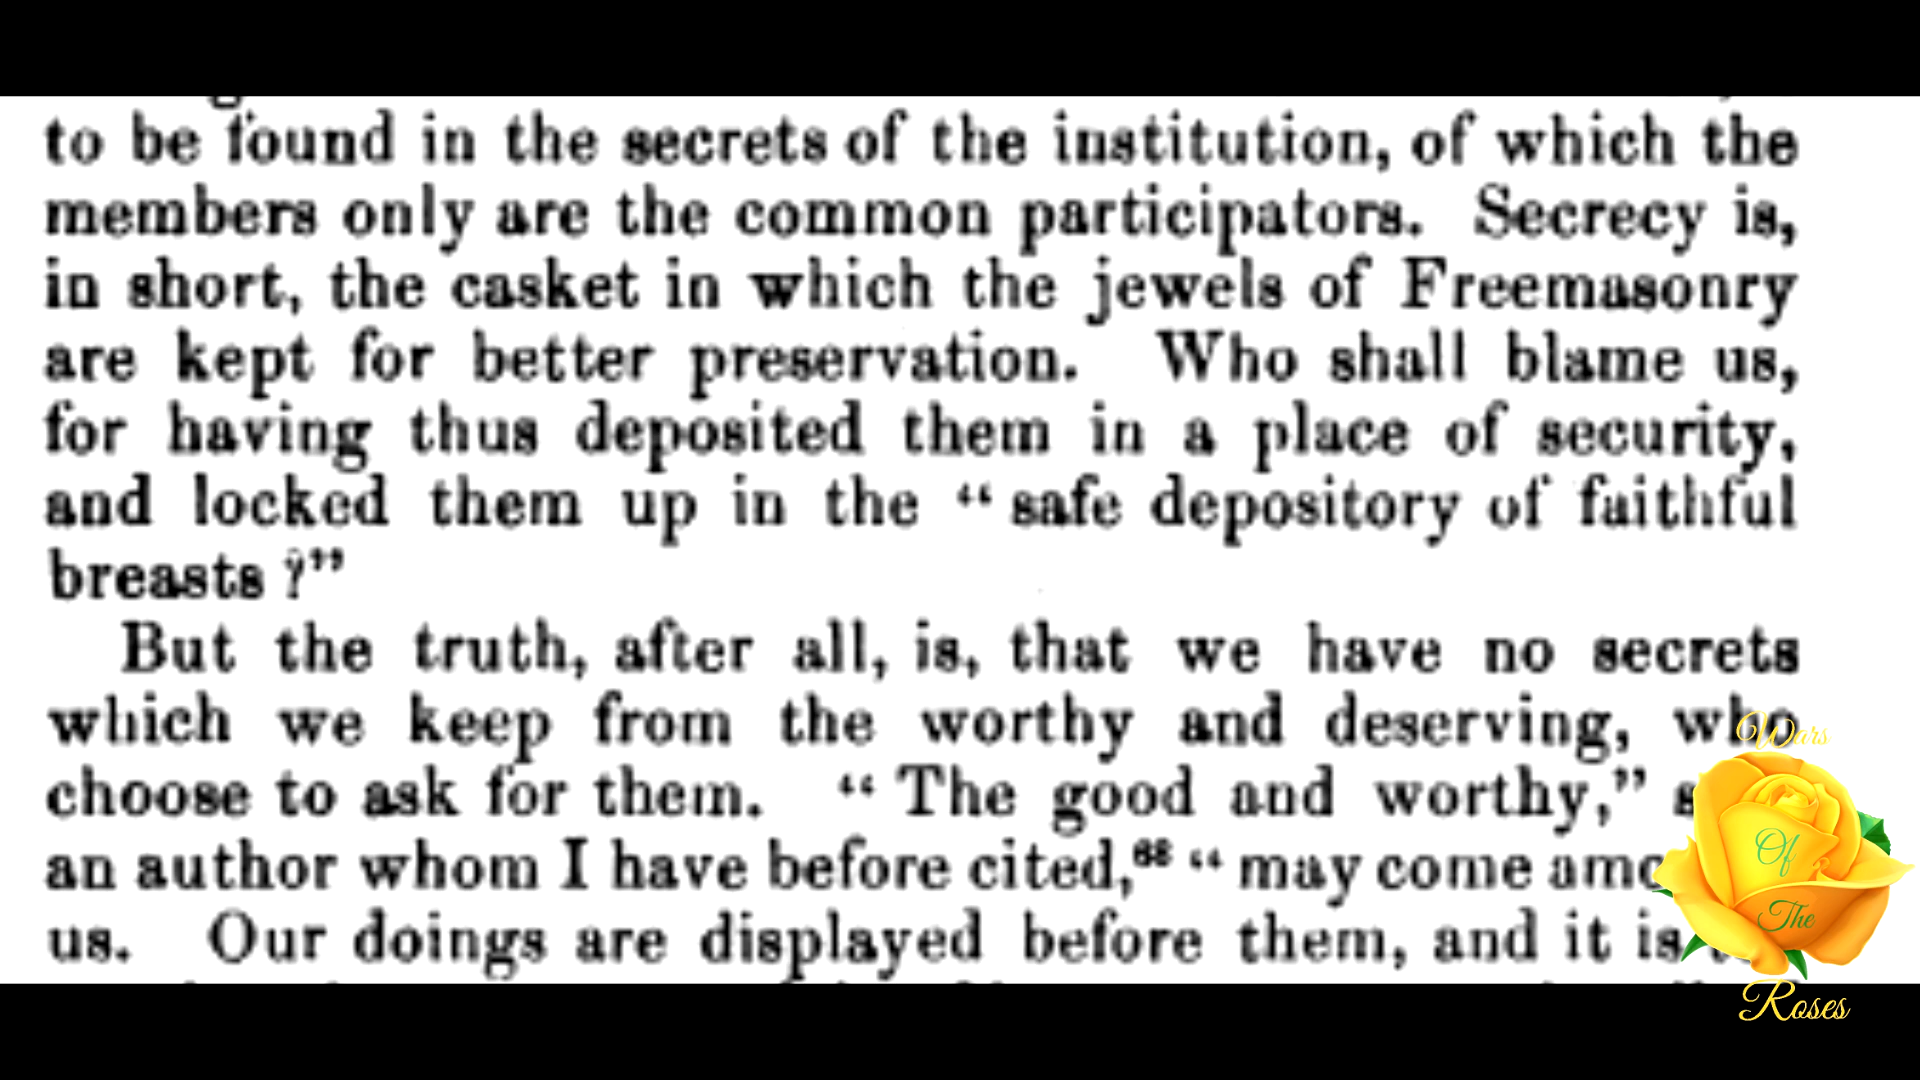 to be found in the secrets of the institution, of which the
members only are the common participators. Secrecy is,
in short, the casket in which the jewels of Freemasonry
are kept for better preservation. Who shall blame us,
for having thus deposited them in a place of security,
and locked them up in the “ safe depository of faithful
breasts ?”
But the truth, after all, is, that we have no secrets
which we keep from the worthy and deserving, who
choose to ask for them. “ The good and worthy,”
an author whom I have before cited,⁶⁸ “ may come
us. Our doings are displayed before them, and it is
Wars
Of
The
Roses